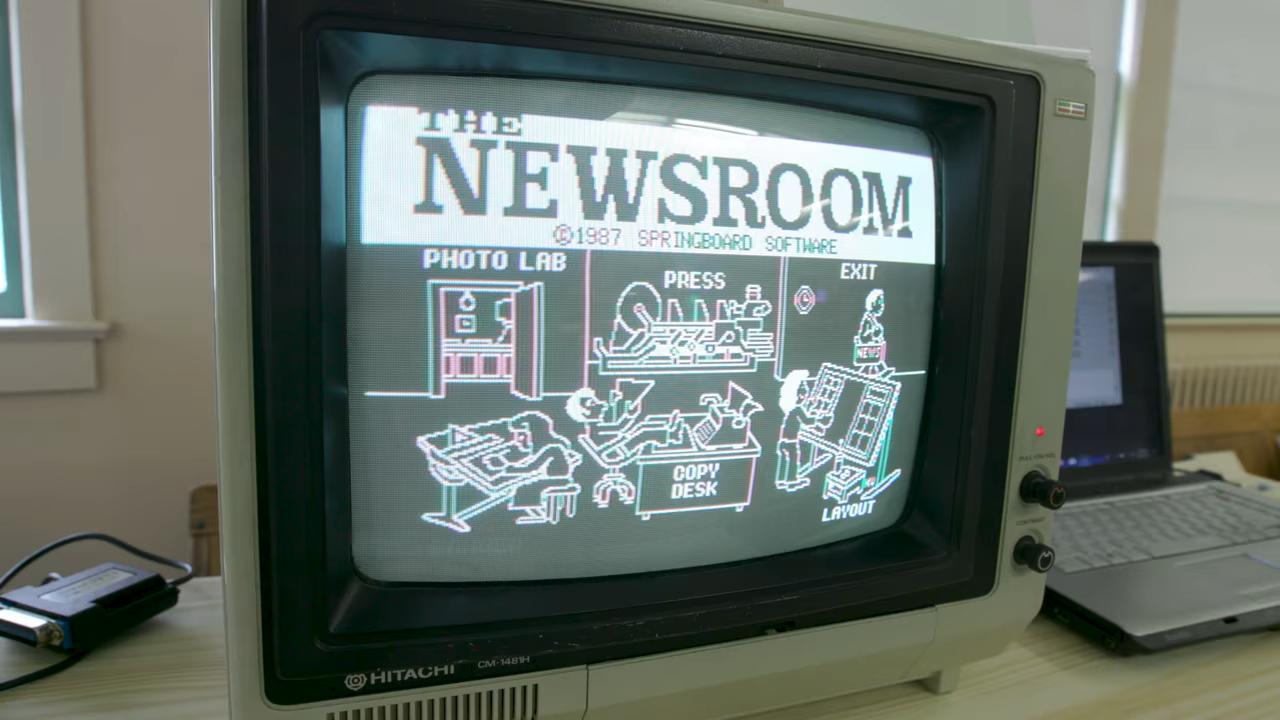 THE
NEWSROOM
©1987 SPRINGBOARD SOFTWARE
PHOTO LAB
PRESS
EXIT
NEWS
COPY
DESK
LAYOUT
HITACHI CM-1481H